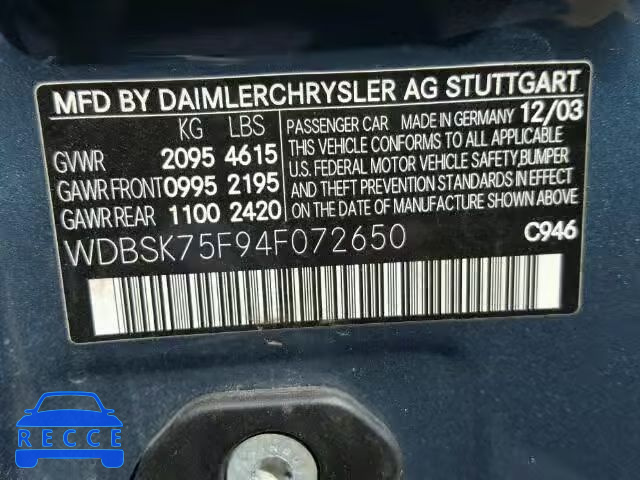 MFD BY DAIMLERCHRYSLER AG STUTTGART
KG LBS
GVWR 2095 4615
GAWR FRONT 0995 2195
GAWR REAR 1100 2420
PASSENGER CAR MADE IN GERMANY 12/03
THIS VEHICLE CONFORMS TO ALL APPLICABLE
U.S. FEDERAL MOTOR VEHICLE SAFETY, BUMPER
AND THEFT PREVENTION STANDARDS IN EFFECT
ON THE DATE OF MANUFACTURE SHOWN ABOVE.
WDBSK75F94F072650 C946
RECCE